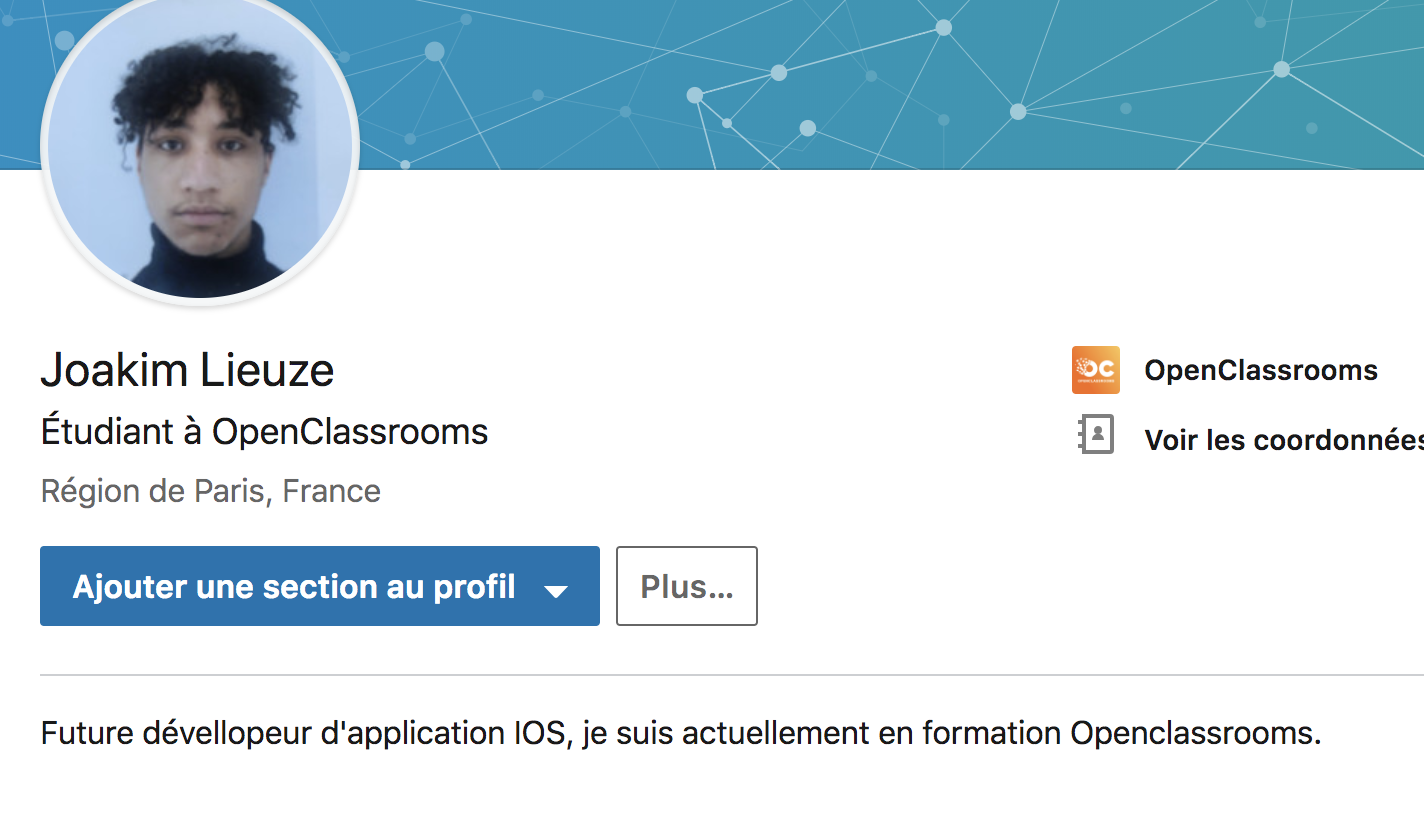 Joakim Lieuze
Étudiant à OpenClassrooms
Région de Paris, France
OC
OpenClassrooms
Voir les coordonnées
Ajouter une section au profil
Plus...
Future dévellopeur d'application IOS, je suis actuellement en formation Openclassrooms.